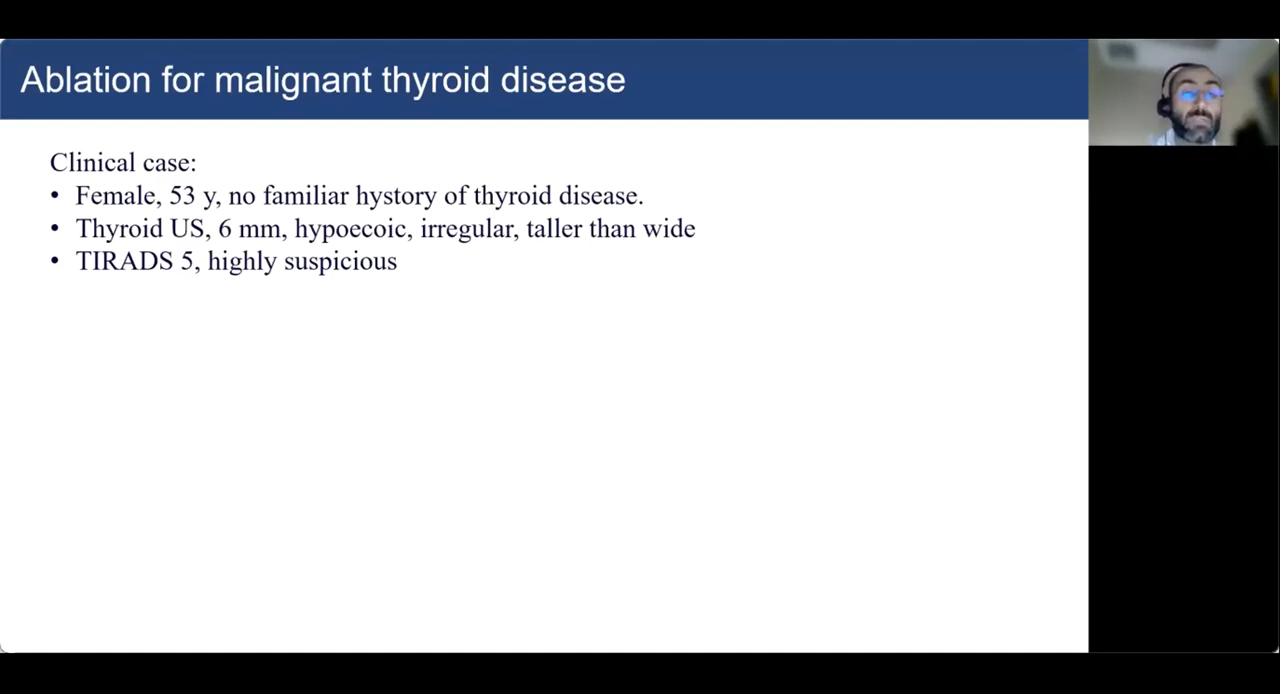 Ablation for malignant thyroid disease
Clinical case:
• Female, 53 y, no familiar hystory of thyroid disease.
• Thyroid US, 6 mm, hypoecoic, irregular, taller than wide
• TIRADS 5, highly suspicious